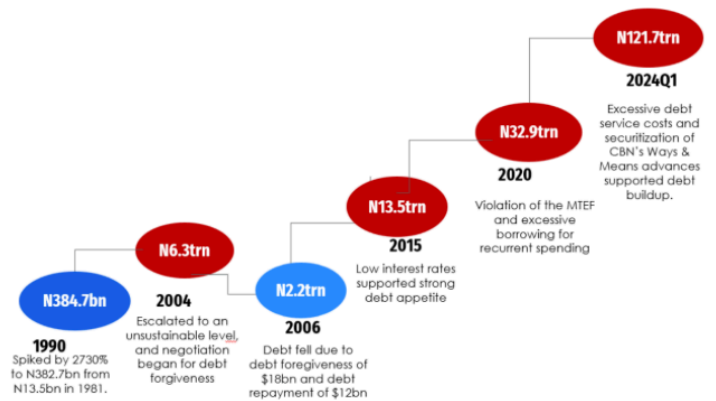 N384.7bn
1990
Spiked by 2730%
to N382.7bn from
N13.5bn in 1981.
N6.3trn
2004
Escalated to an
unsustainable level,
and negotiation
began for debt
forgiveness
N2.2trn
2006
Debt fell due to
debt foregiveness of
$18bn and debt
repayment of $12bn
N13.5trn
2015
Low interest rates
supported strong
debt appetite
N32.9trn
2020
Violation of the MTEF
and excessive
borrowing for
recurrent spending
N121.7trn
2024Q1
Excessive debt
service costs and
securitization of
CBN's Ways &
Means advances
supported debt
buildup.